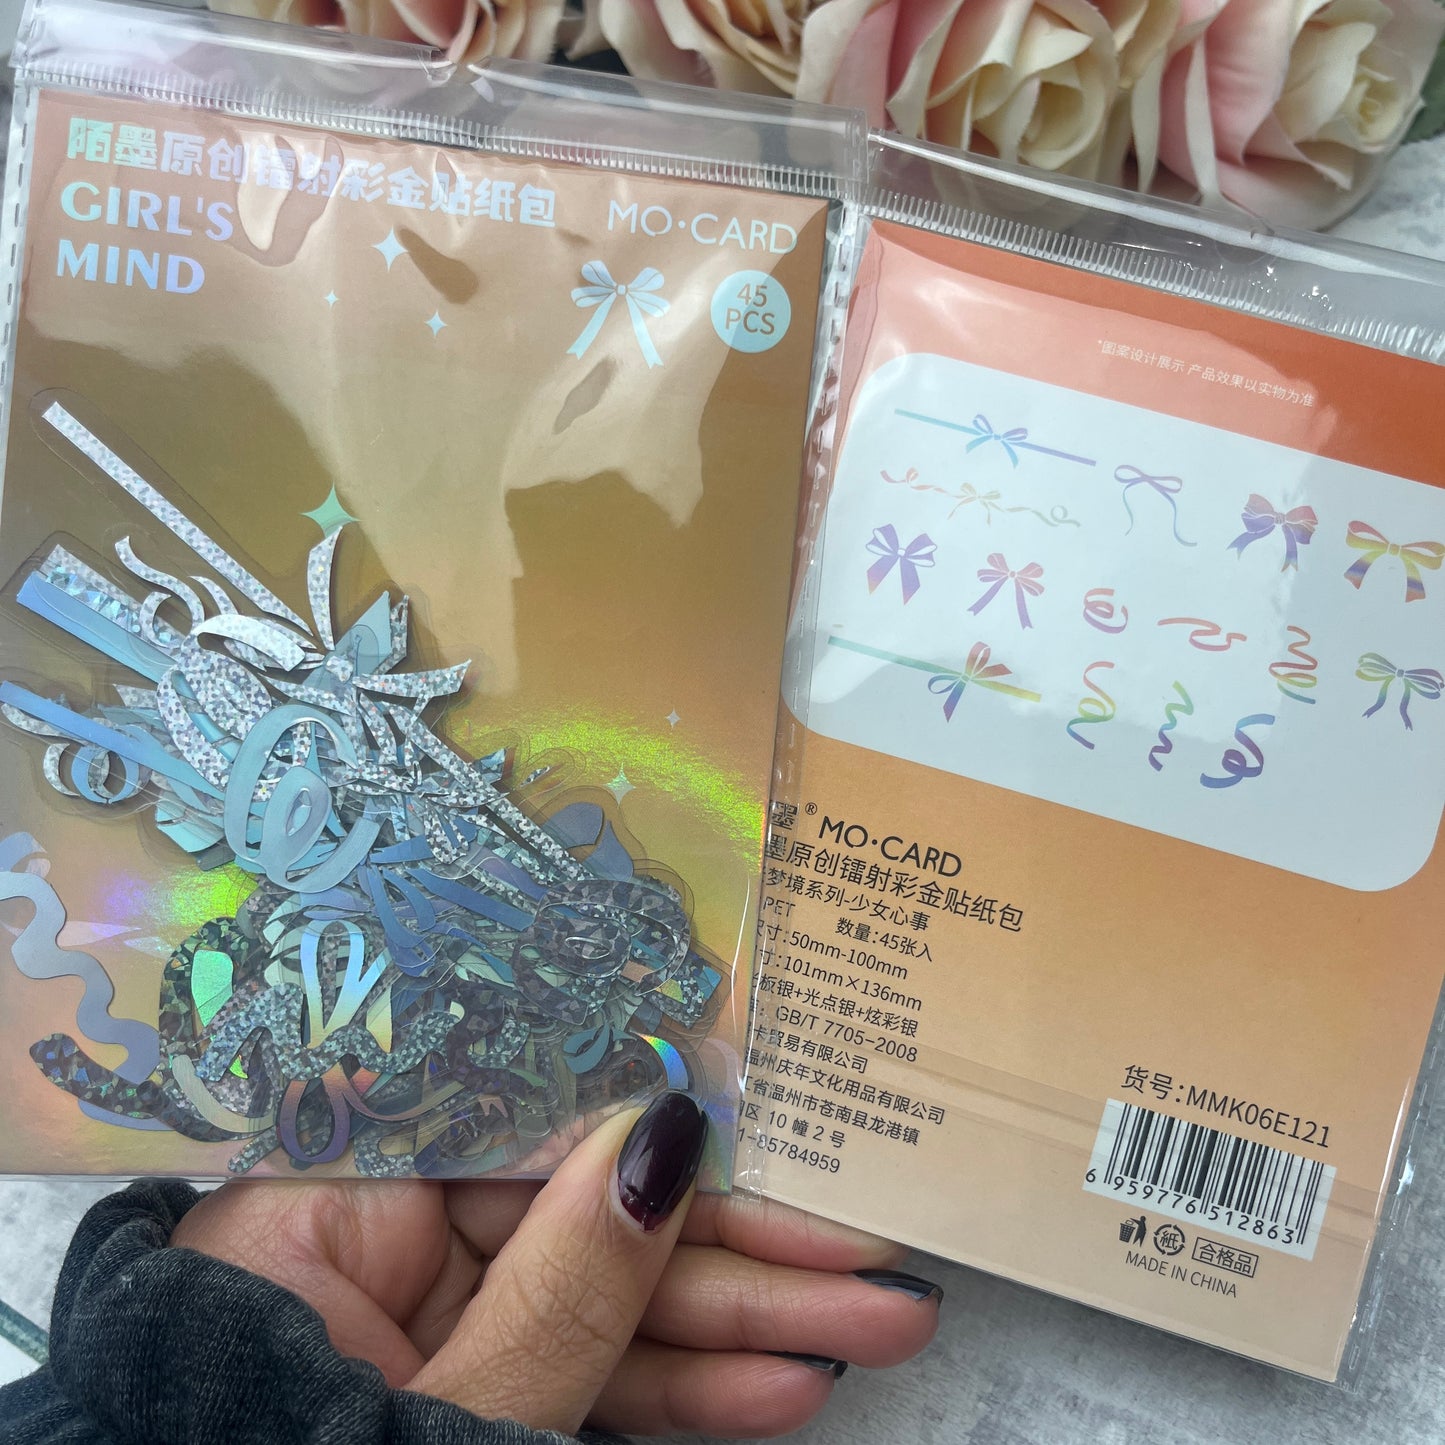 陌墨原创镭射彩金贴纸包
GIRL'S
MIND
MO·CARD
45
PCS
*图案设计展示 产品效果以实物为准
墨® MO·CARD
墨原创镭射彩金贴纸包
梦境系列-少女心事
PET 数量:45张入
寸:50mm-100mm
寸:101mm×136mm
板银+光点银+炫彩银
: GB/T 7705-2008
卡贸易有限公司
温州庆年文化用品有限公司
省温州市苍南县龙港镇
区 10 幢 2 号
1-85784959
货号:MMK06E121
6 959776 512863
紙
合格品
MADE IN CHINA